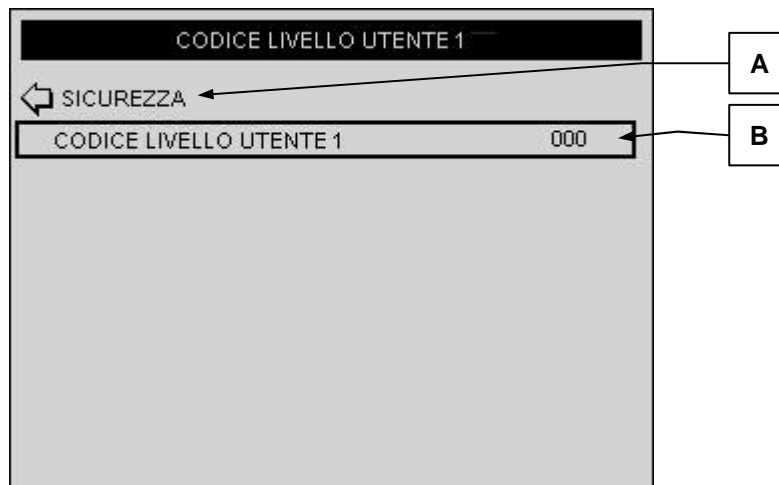 CODICE LIVELLO UTENTE 1
SICUREZZA
A
CODICE LIVELLO UTENTE 1 000
B